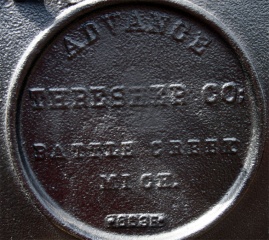 ADVANCE
THRESHER CO.
BATTLE CREEK
MICH.